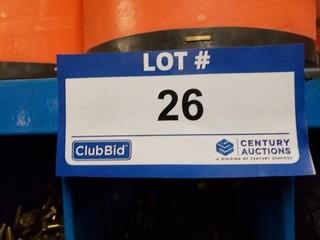 LOT #
26
ClubBid
CENTURY
AUCTIONS
A DIVISION OF CENTURY SERVICES